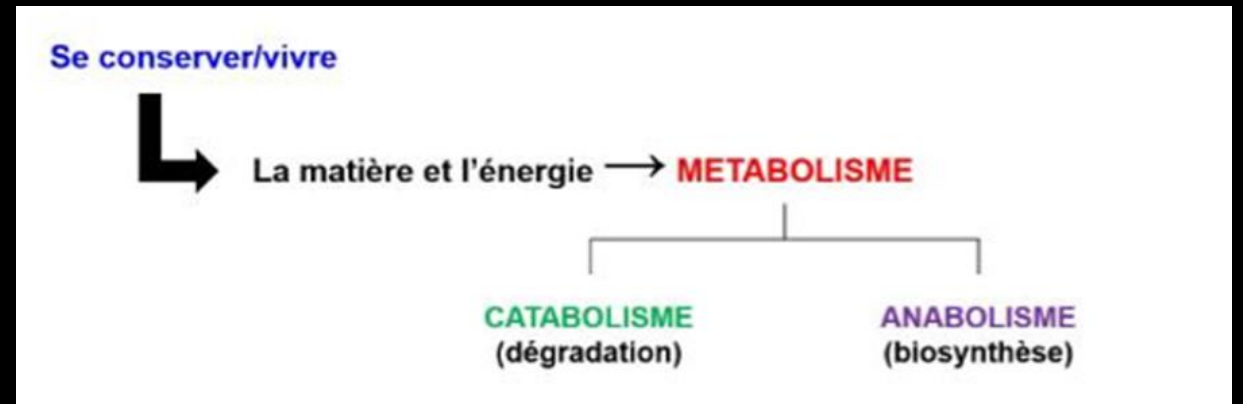 Se conserver/vivre
La matière et l'énergie → METABOLISME
CATABOLISME ANABOLISME
(dégradation) (biosynthèse)